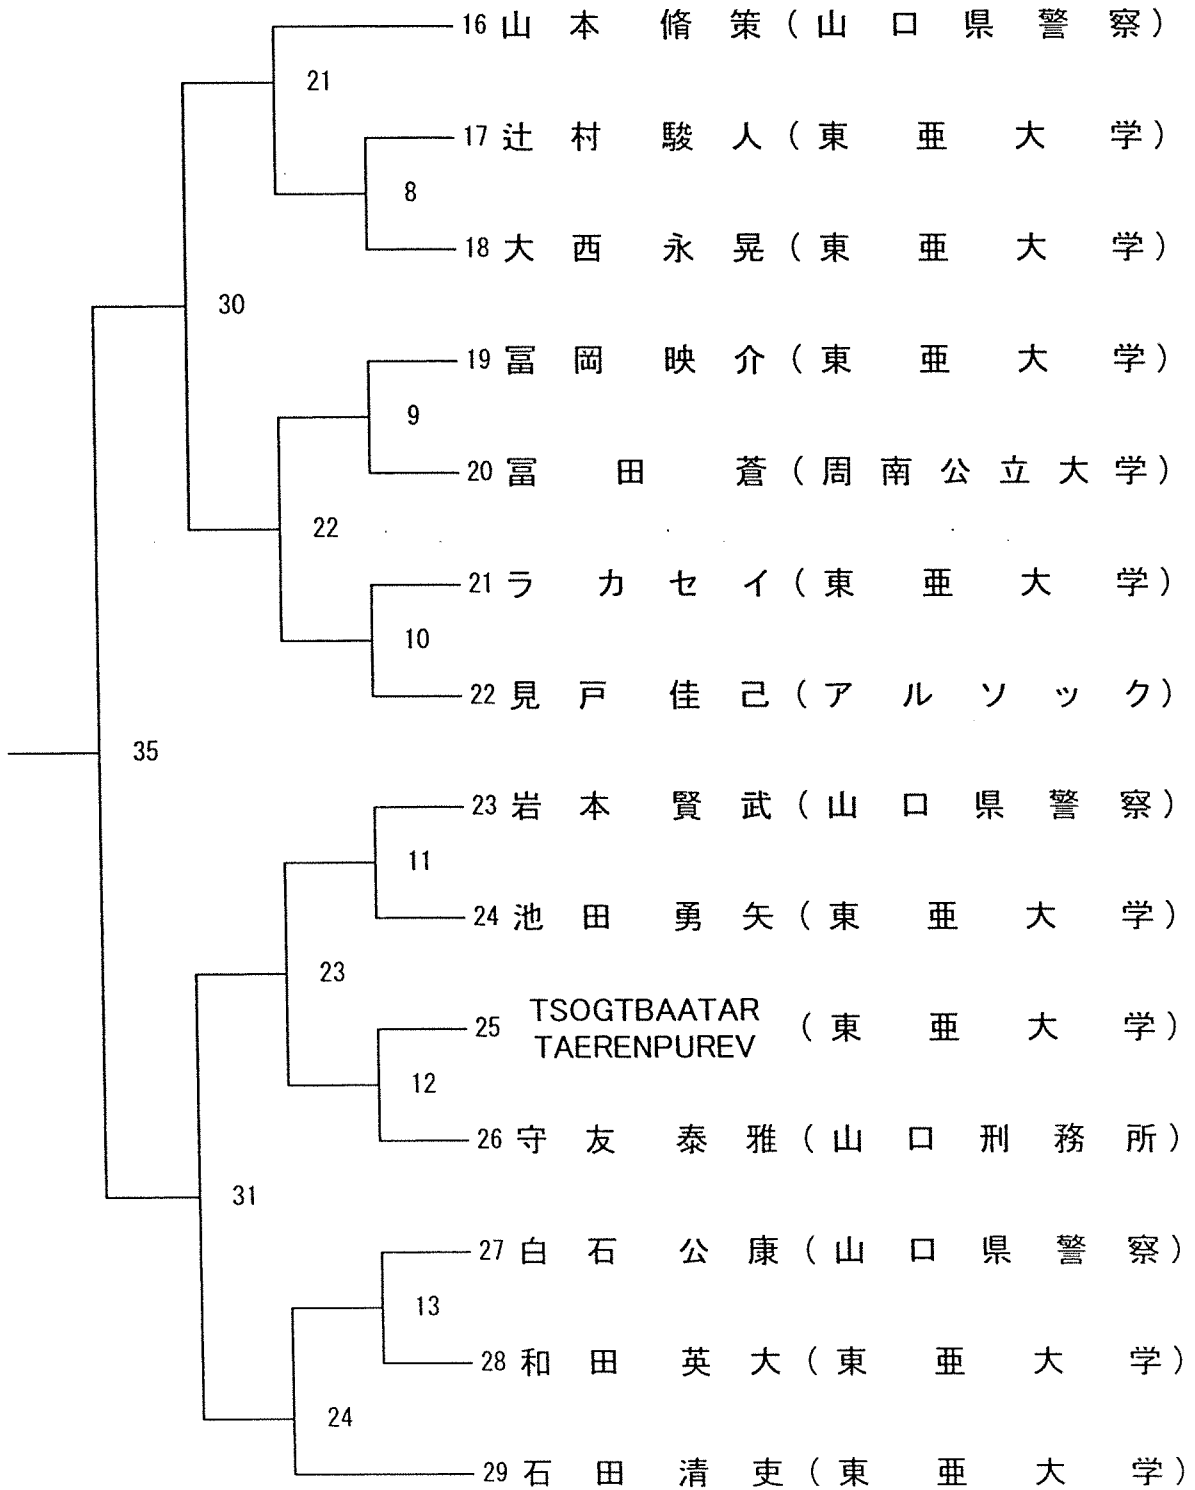 16 山本 脩策 (山口県警察)
21
17 辻村 駿人 (東亜大学)
8
18 大西 永晃 (東亜大学)
30
19 冨岡 映介 (東亜大学)
9
20 冨田 蒼 (周南公立大学)
22
21 ラカセイ (東亜大学)
10
22 見戸 佳己 (アルソック)
35
23 岩本 賢武 (山口県警察)
11
24 池田 勇矢 (東亜大学)
23
25 TSOGTBAATAR
TAERENPUREV (東亜大学)
12
26 守友 泰雅 (山口刑務所)
31
27 白石 公康 (山口県警察)
13
28 和田 英大 (東亜大学)
24
29 石田 清吏 (東亜大学)